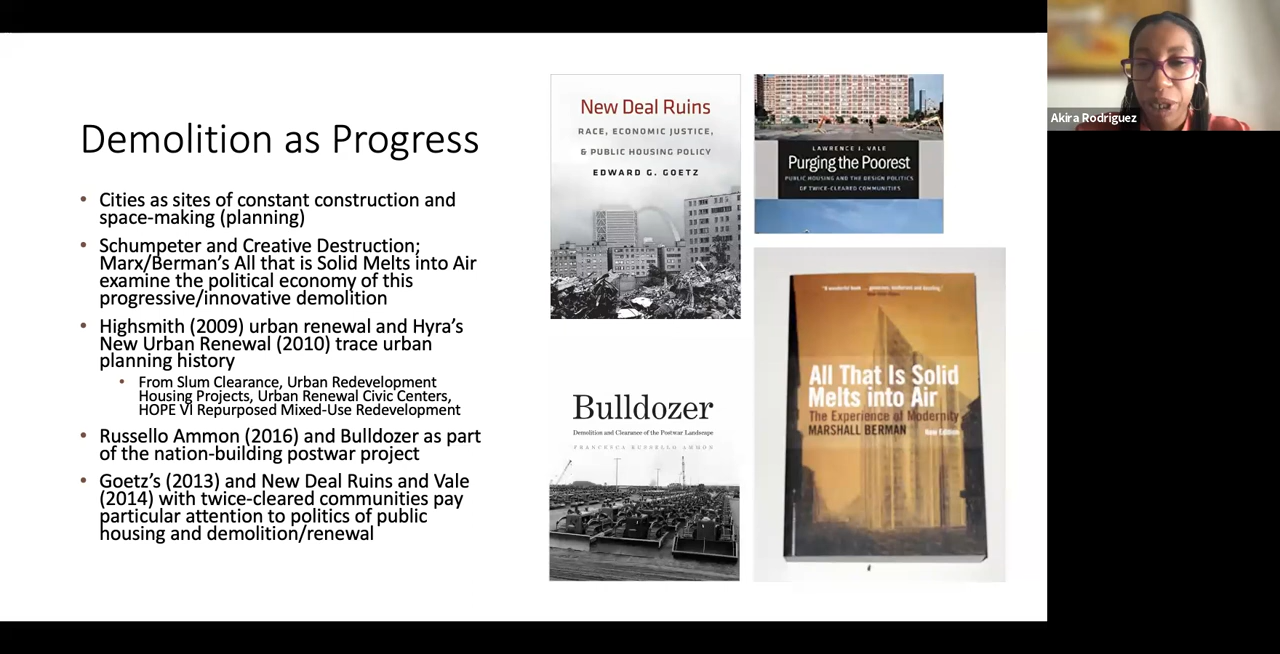 Demolition as Progress
• Cities as sites of constant construction and
space-making (planning)
• Schumpeter and Creative Destruction;
Marx/Berman's All that is Solid Melts into Air
examine the political economy of this
progressive/innovative demolition
• Highsmith (2009) urban renewal and Hyra's
New Urban Renewal (2010) trace urban
planning history
• From Slum Clearance, Urban Redevelopment
Housing Projects, Urban Renewal Civic Centers,
HOPE VI Repurposed Mixed-Use Redevelopment
• Russello Ammon (2016) and Bulldozer as part
of the nation-building postwar project
• Goetz's (2013) and New Deal Ruins and Vale
(2014) with twice-cleared communities pay
particular attention to politics of public
housing and demolition/renewal
New Deal Ruins
RACE, ECONOMIC JUSTICE,
& PUBLIC HOUSING POLICY
EDWARD G. GOETZ
LAWRENCE J. VALE
Purging the Poorest
PUBLIC HOUSING AND THE DESIGN POLITICS
OF TWICE-CLEARED COMMUNITIES
Bulldozer
Demolition and Clearance of the Postwar Landscape
FRANCESCA RUSSELLO AMMON
All That Is Solid
Melts into Air
The Experience of Modernity
MARSHALL BERMAN
New Edition
Akira Rodriguez